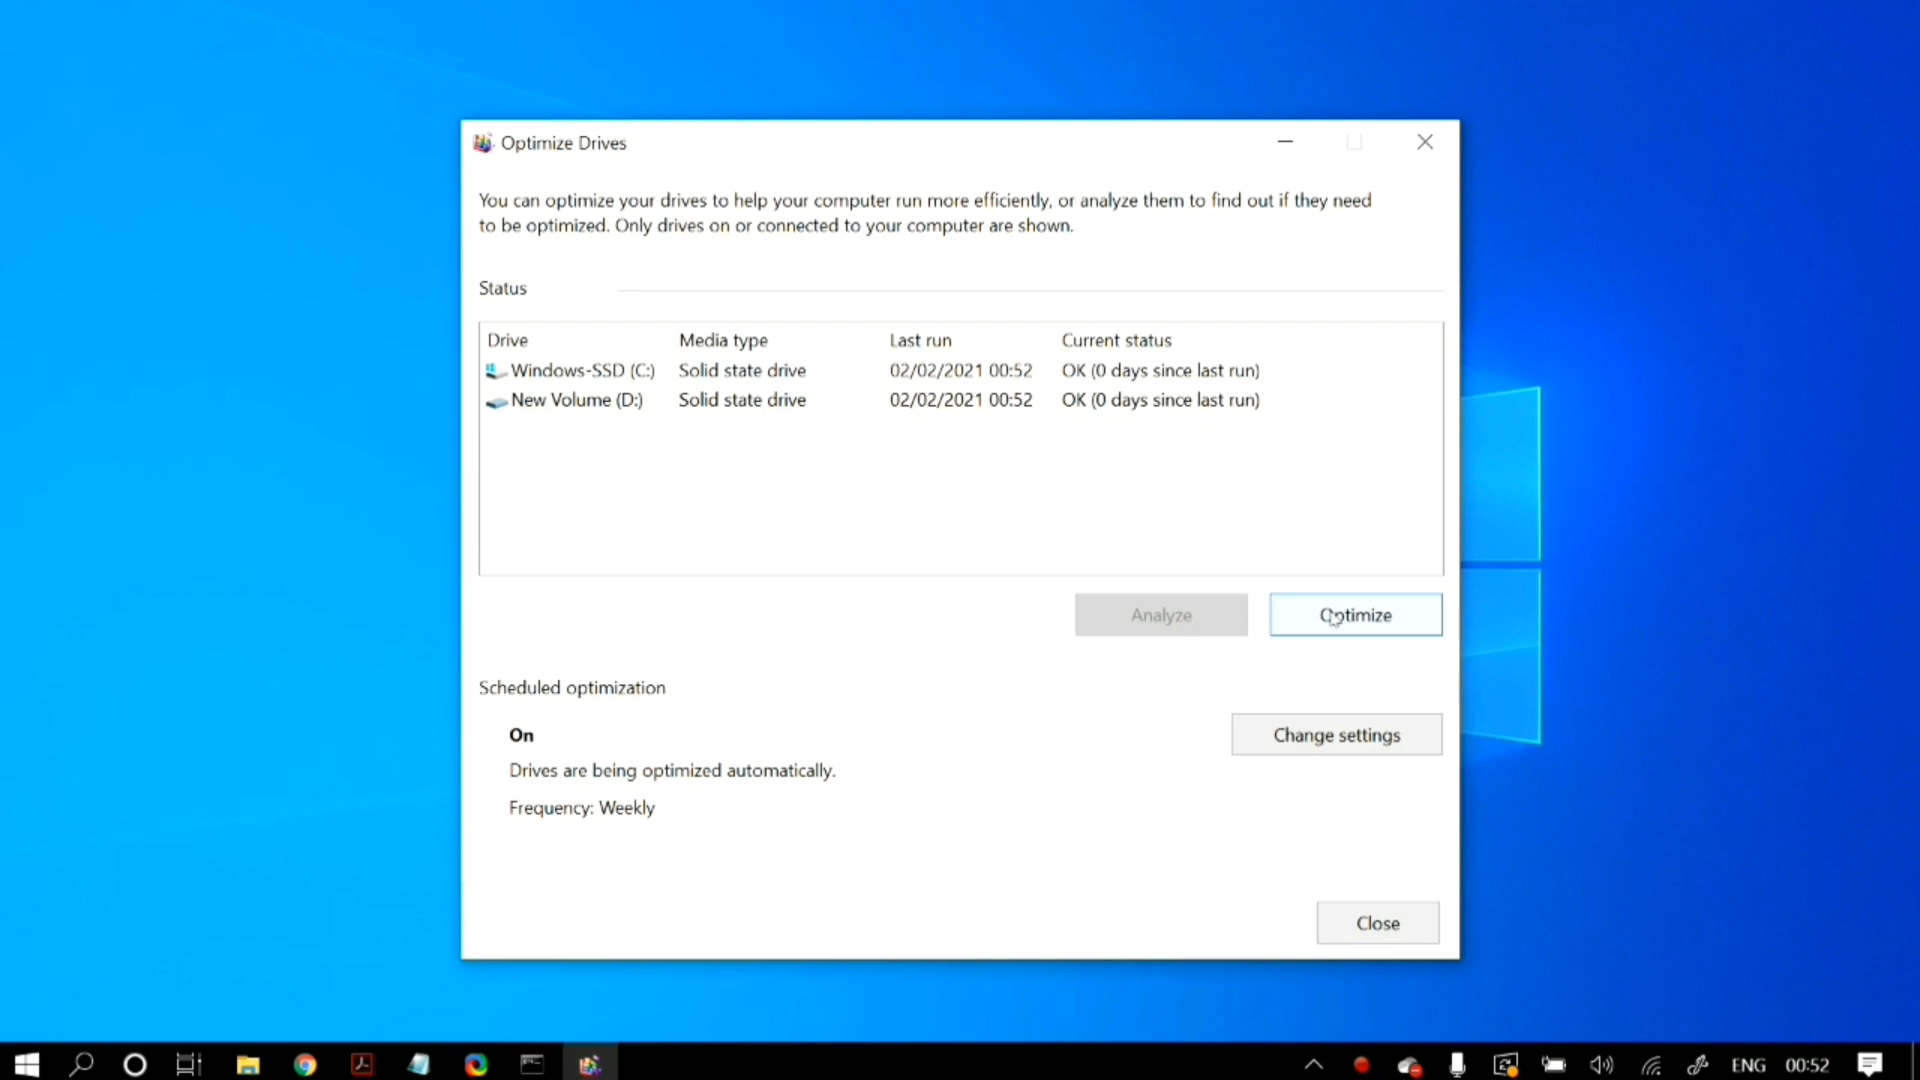 Optimize Drives
You can optimize your drives to help your computer run more efficiently, or analyze them to find out if they need
to be optimized. Only drives on or connected to your computer are shown.
Status
Drive Media type Last run Current status
Windows-SSD (C:) Solid state drive 02/02/2021 00:52 OK (0 days since last run)
New Volume (D:) Solid state drive 02/02/2021 00:52 OK (0 days since last run)
Analyze Optimize
Scheduled optimization
On
Change settings
Drives are being optimized automatically.
Frequency: Weekly
Close
ENG 00:52